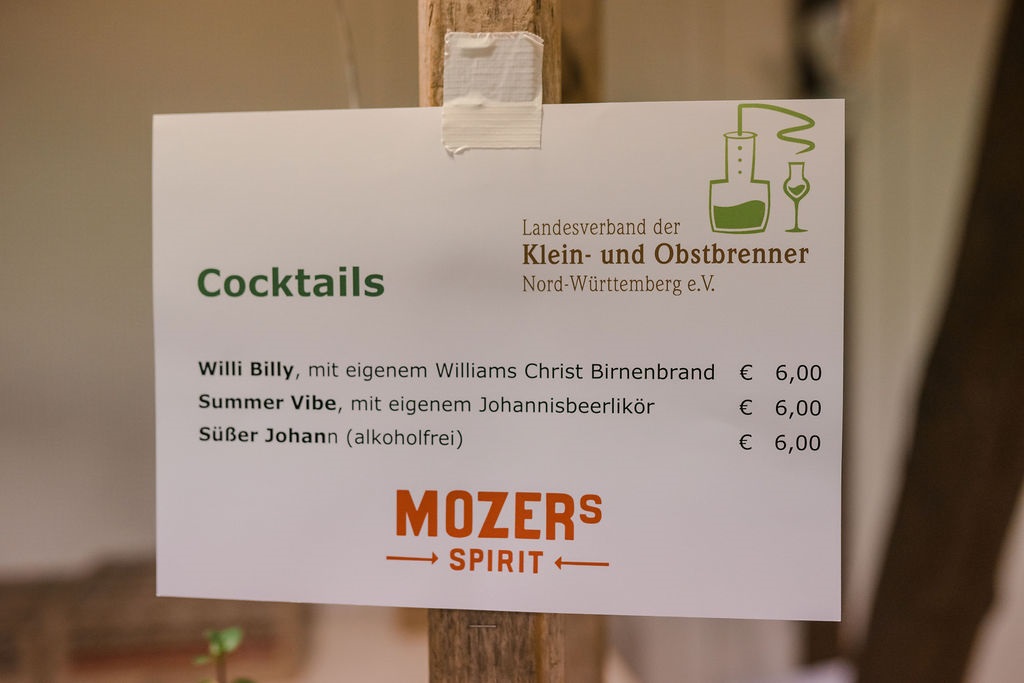 Landesverband der
Klein- und Obstbrenner
Nord-Württemberg e.V.
Cocktails
Willi Billy, mit eigenem Williams Christ Birnenbrand € 6,00
Summer Vibe, mit eigenem Johannisbeerlikör € 6,00
Süßer Johann (alkoholfrei) € 6,00
MOZERS
SPIRIT